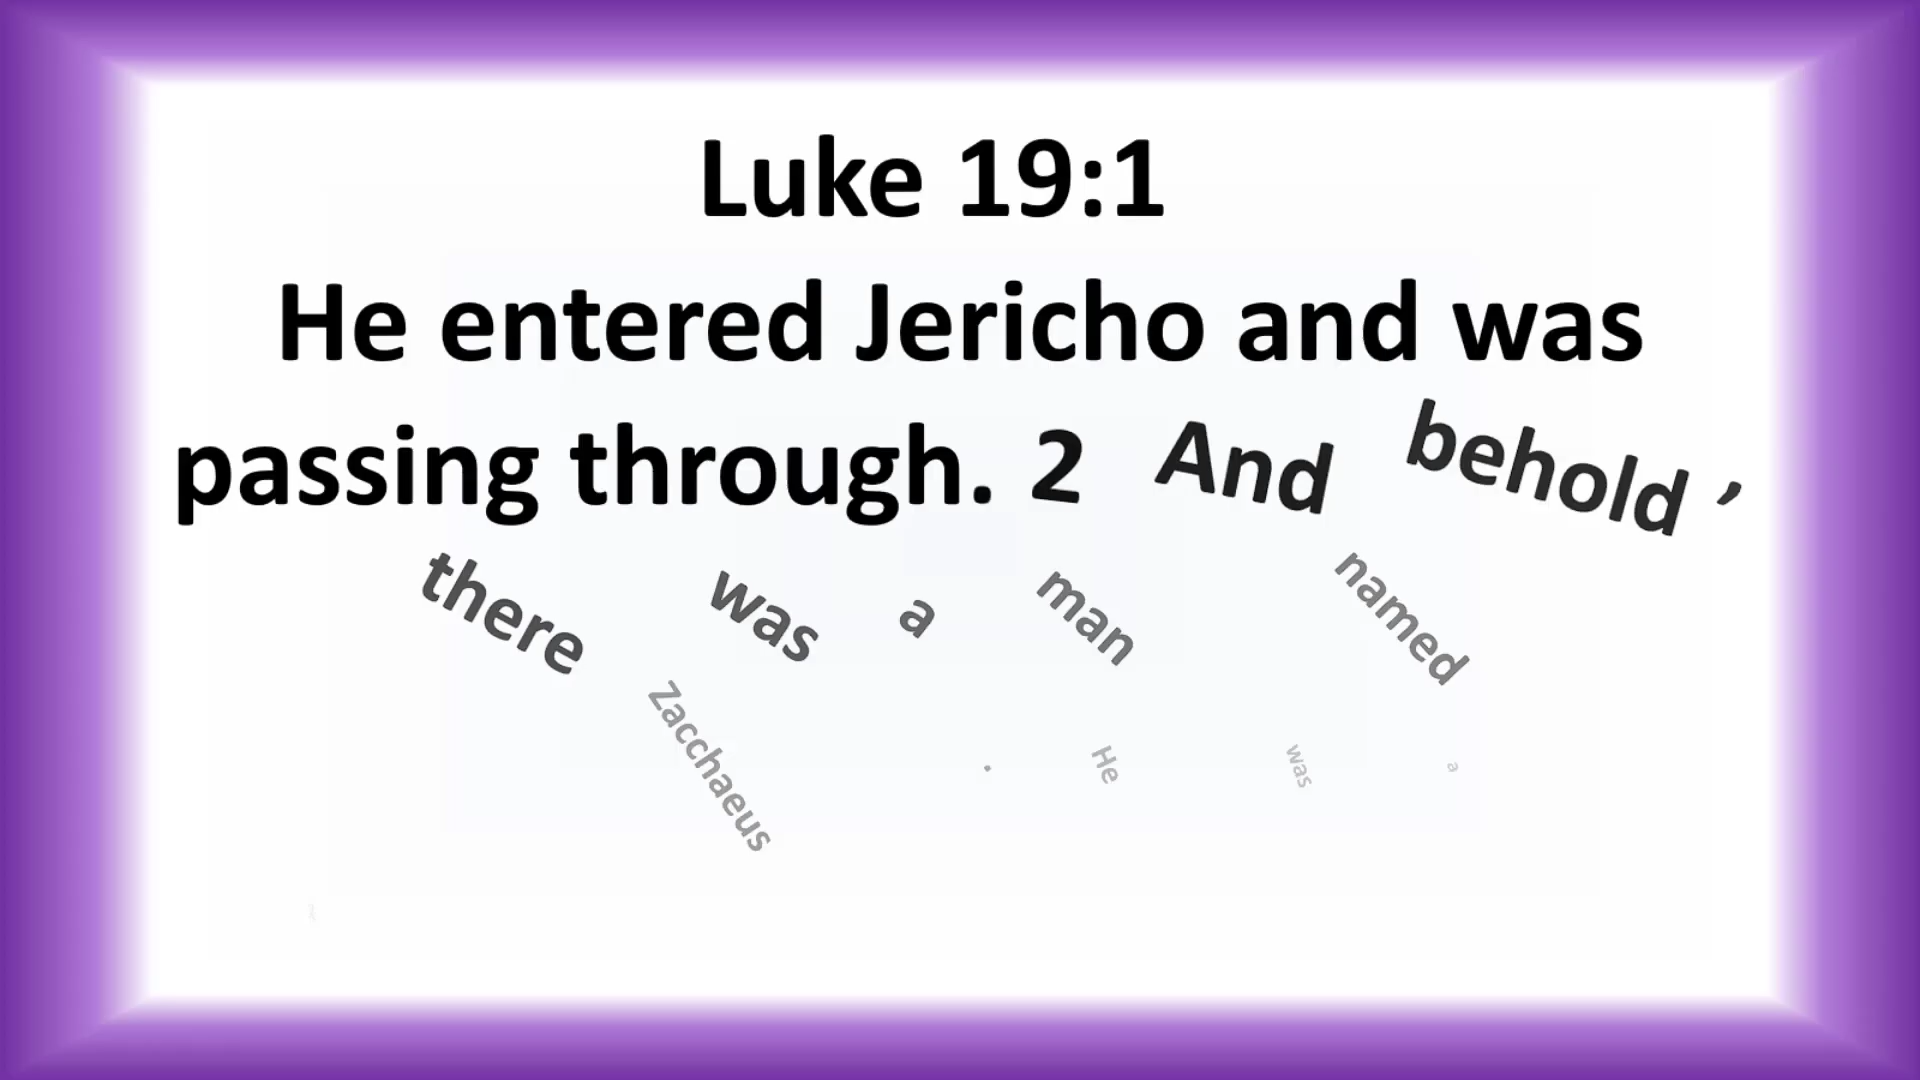 Luke 19:1
He entered Jericho and was
passing through. 2 And behold ,
there was a man named
Zacchaeus . He was a